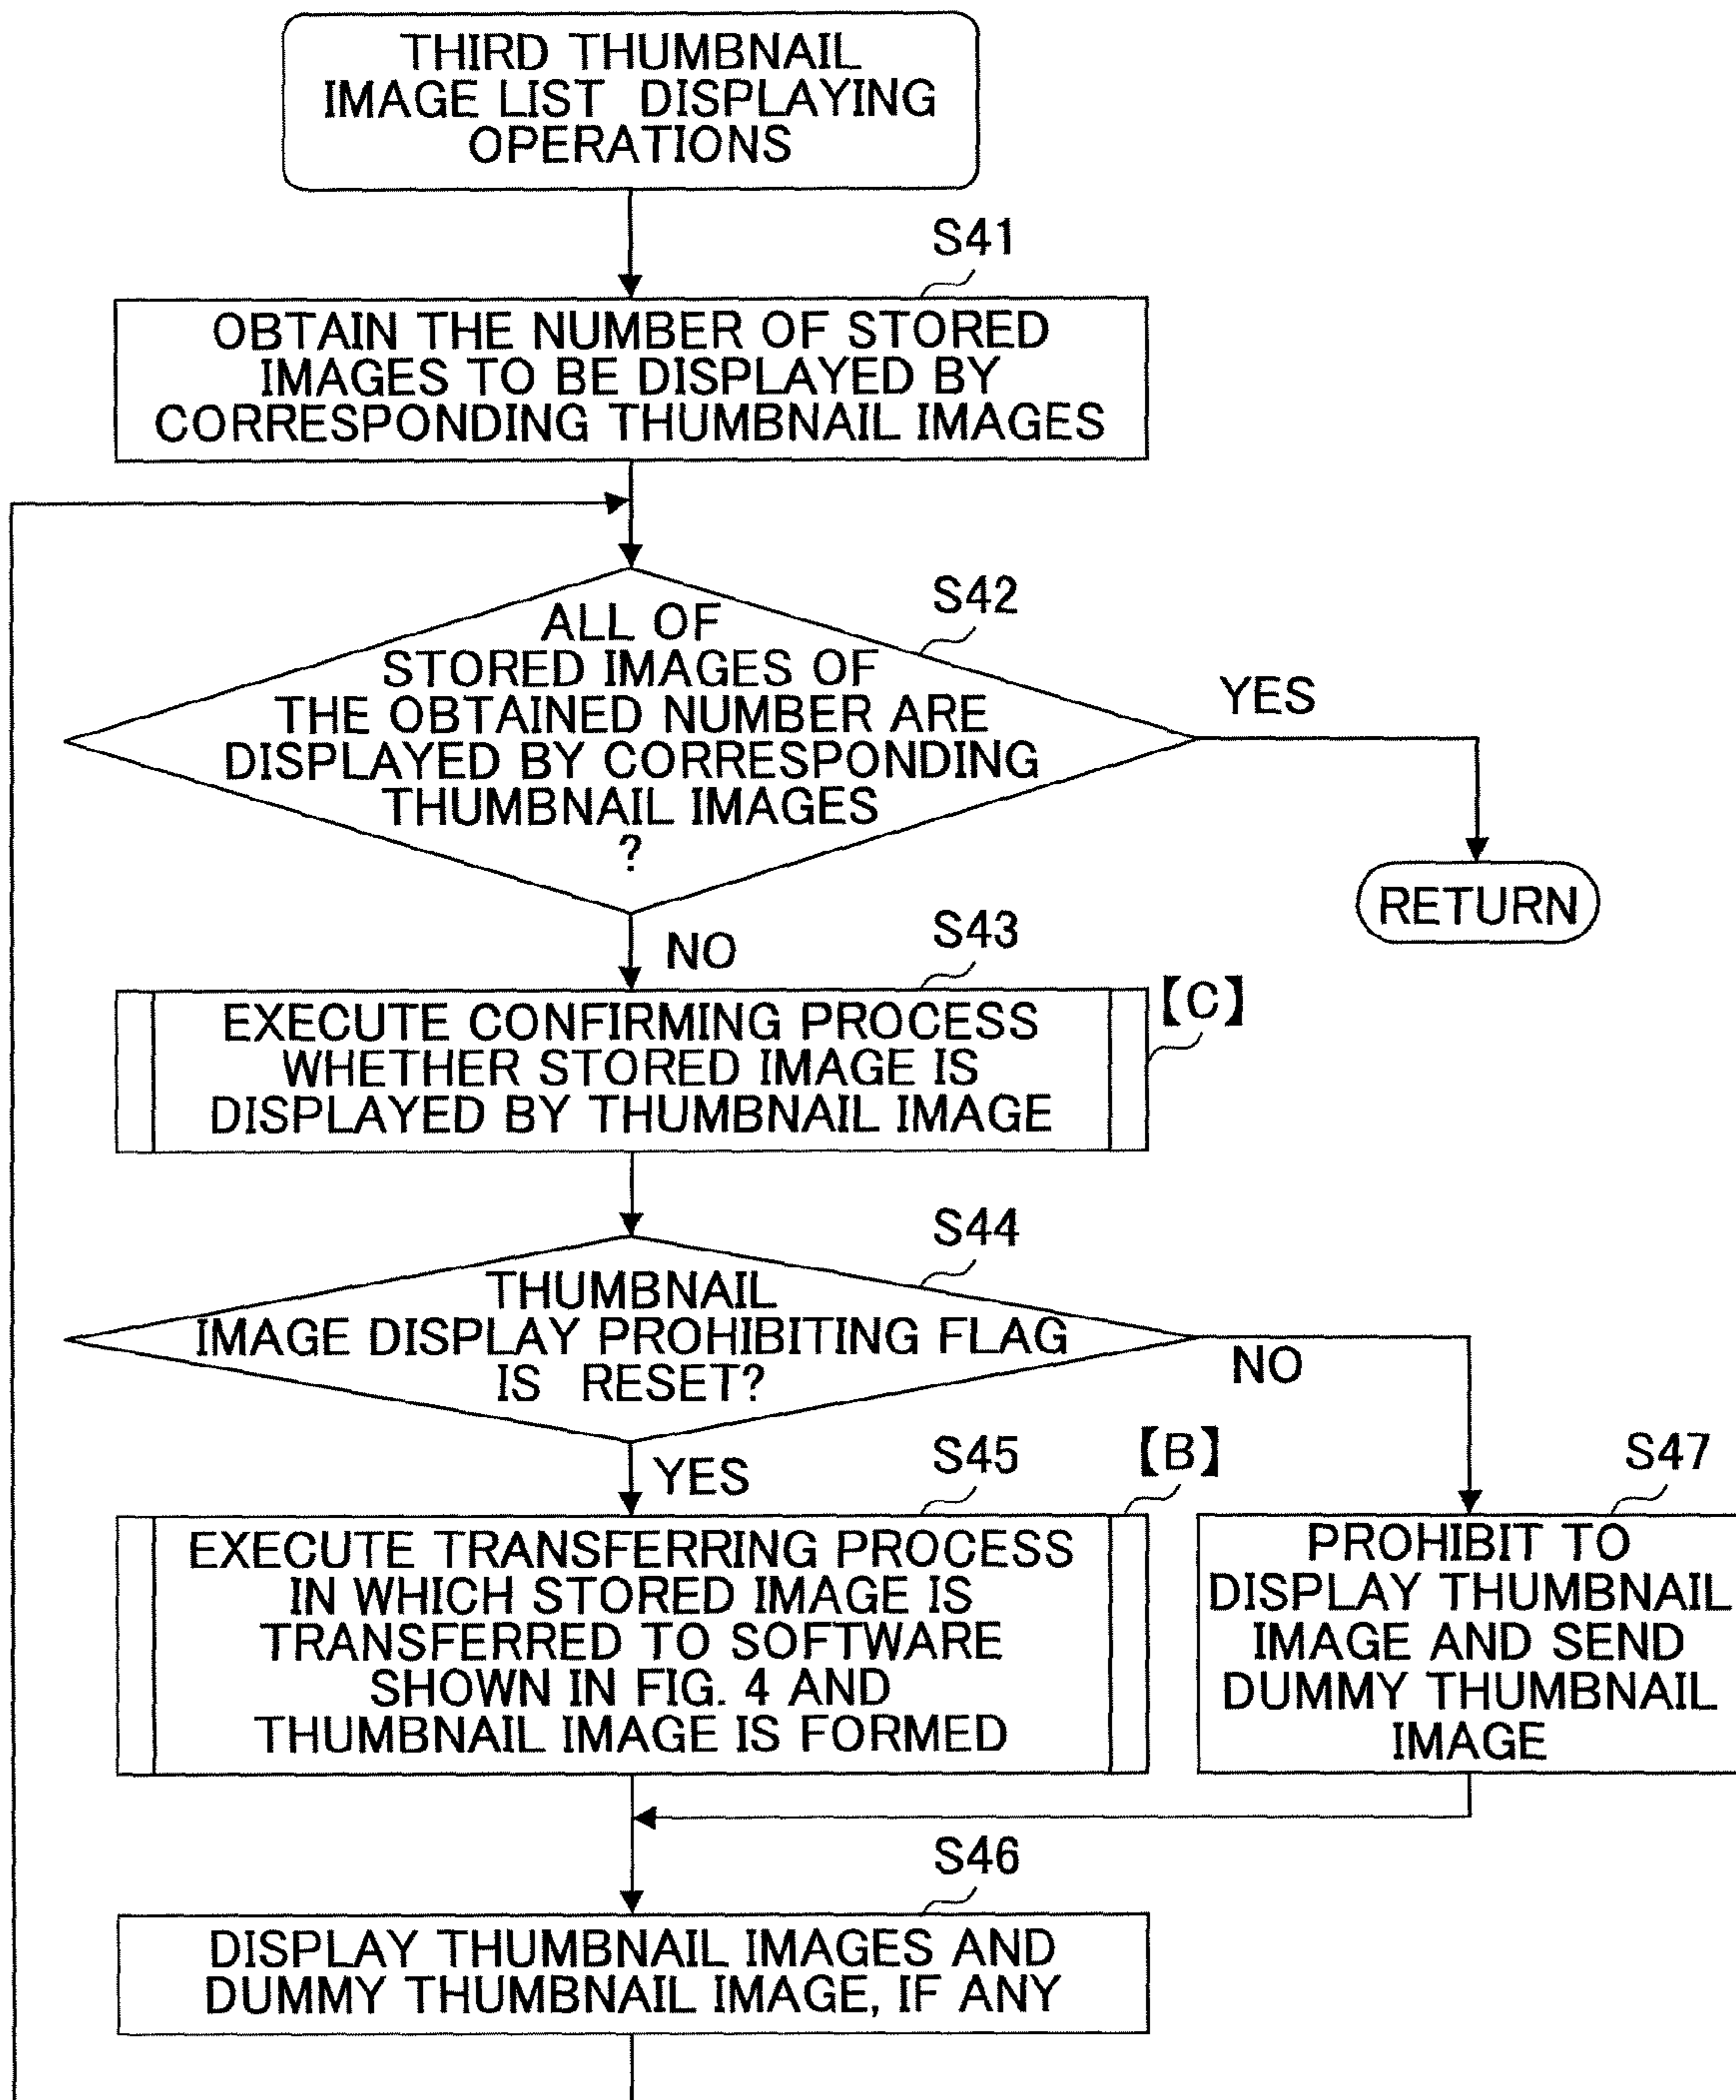 THIRD THUMBNAIL
IMAGE LIST DISPLAYING
OPERATIONS
S41
OBTAIN THE NUMBER OF STORED
IMAGES TO BE DISPLAYED BY
CORRESPONDING THUMBNAIL IMAGES
S42
ALL OF
STORED IMAGES OF
THE OBTAINED NUMBER ARE
DISPLAYED BY CORRESPONDING
THUMBNAIL IMAGES
?
YES
RETURN
NO
S43
【C】
EXECUTE CONFIRMING PROCESS
WHETHER STORED IMAGE IS
DISPLAYED BY THUMBNAIL IMAGE
S44
THUMBNAIL
IMAGE DISPLAY PROHIBITING FLAG
IS RESET?
NO
YES
S45
【B】
EXECUTE TRANSFERRING PROCESS
IN WHICH STORED IMAGE IS
TRANSFERRED TO SOFTWARE
SHOWN IN FIG. 4 AND
THUMBNAIL IMAGE IS FORMED
S47
PROHIBIT TO
DISPLAY THUMBNAIL
IMAGE AND SEND
DUMMY THUMBNAIL
IMAGE
S46
DISPLAY THUMBNAIL IMAGES AND
DUMMY THUMBNAIL IMAGE, IF ANY